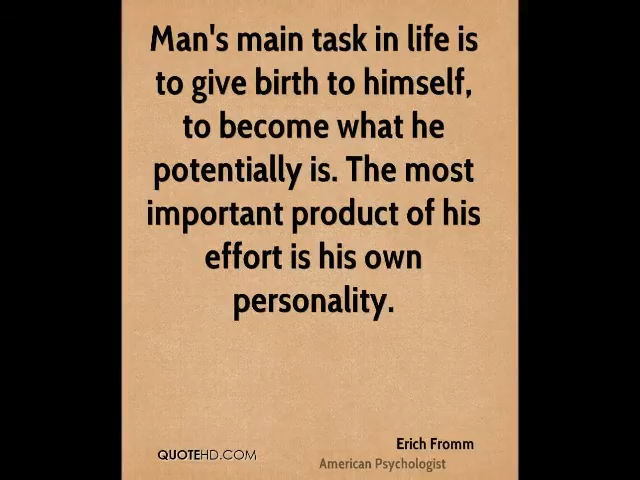 Man's main task in life is
to give birth to himself,
to become what he
potentially is. The most
important product of his
effort is his own
personality.
Erich Fromm
QUOTEHD.COM
American Psychologist